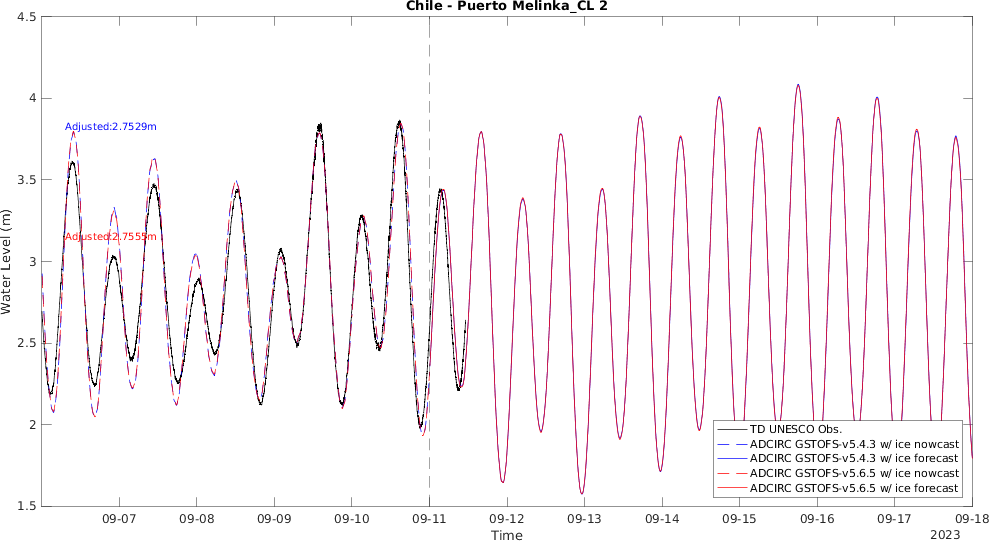 Chile - Puerto Melinka_CL 2
4.5
4
3.5
3
2.5
2
1.5
Water Level (m)
Adjusted:2.7529m
Adjusted:2.7555m
TD UNESCO Obs.
ADCIRC GSTOFS-v5.4.3 w/ ice nowcast
ADCIRC GSTOFS-v5.4.3 w/ ice forecast
ADCIRC GSTOFS-v5.6.5 w/ ice nowcast
ADCIRC GSTOFS-v5.6.5 w/ ice forecast
09-07 09-08 09-09 09-10 09-11 09-12 09-13 09-14 09-15 09-16 09-17 09-18
Time
2023